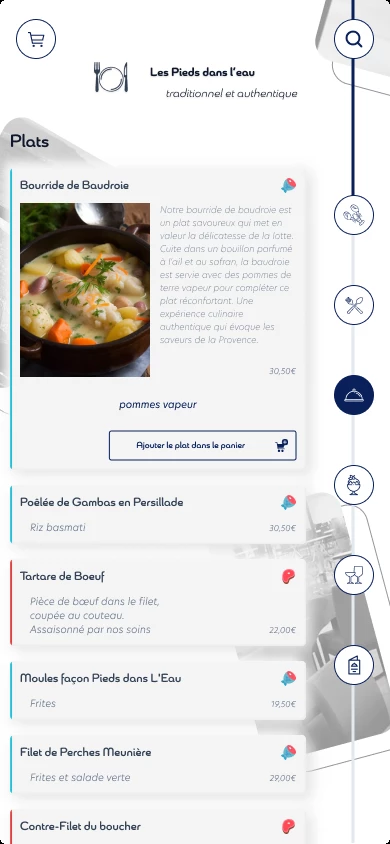 Les Pieds dans l'eau
traditionnel et authentique
Plats
Bourride de Baudroie
Notre bourride de baudroie est
un plat savoureux qui met en
valeur la délicatesse de la lotte.
Cuite dans un bouillon parfumé
à l'ail et au safran, la baudroie
est servie avec des pommes de
terre vapeur pour compléter ce
plat réconfortant. Une
expérience culinaire
authentique qui évoque les
saveurs de la Provence.
30,50€
pommes vapeur
Ajouter le plat dans le panier
Poêlée de Gambas en Persillade
Riz basmati
30,50€
Tartare de Boeuf
Pièce de bœuf dans le filet,
coupée au couteau.
Assaisonné par nos soins
22,00€
Moules façon Pieds dans L'Eau
Frites
19,50€
Filet de Perches Meunière
Frites et salade verte
29,00€
Contre-Filet du boucher